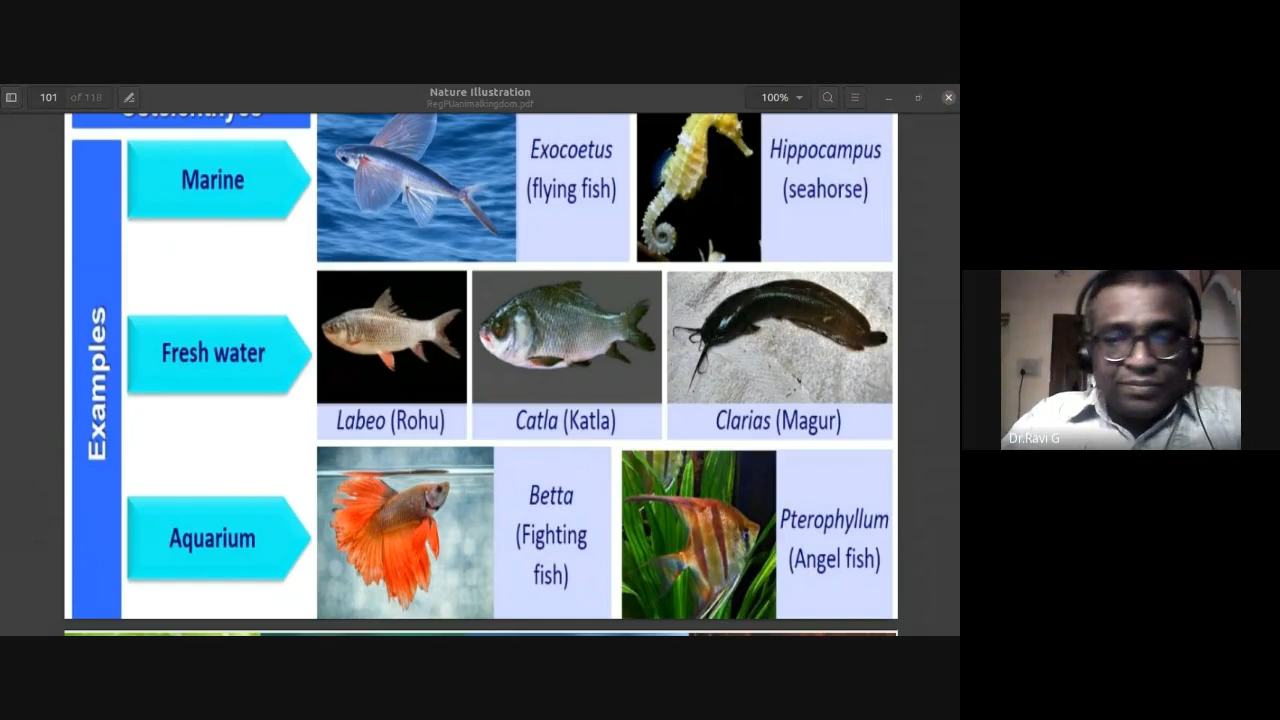 101 of 118
Nature Illustration
RegPUanimalkingdom.pdf
100%
Marine
Exocoetus
(flying fish)
Hippocampus
(seahorse)
Examples
Fresh water
Labeo (Rohu)
Catla (Katla)
Clarias (Magur)
Aquarium
Betta
(Fighting
fish)
Pterophyllum
(Angel fish)
Dr.Ravi G